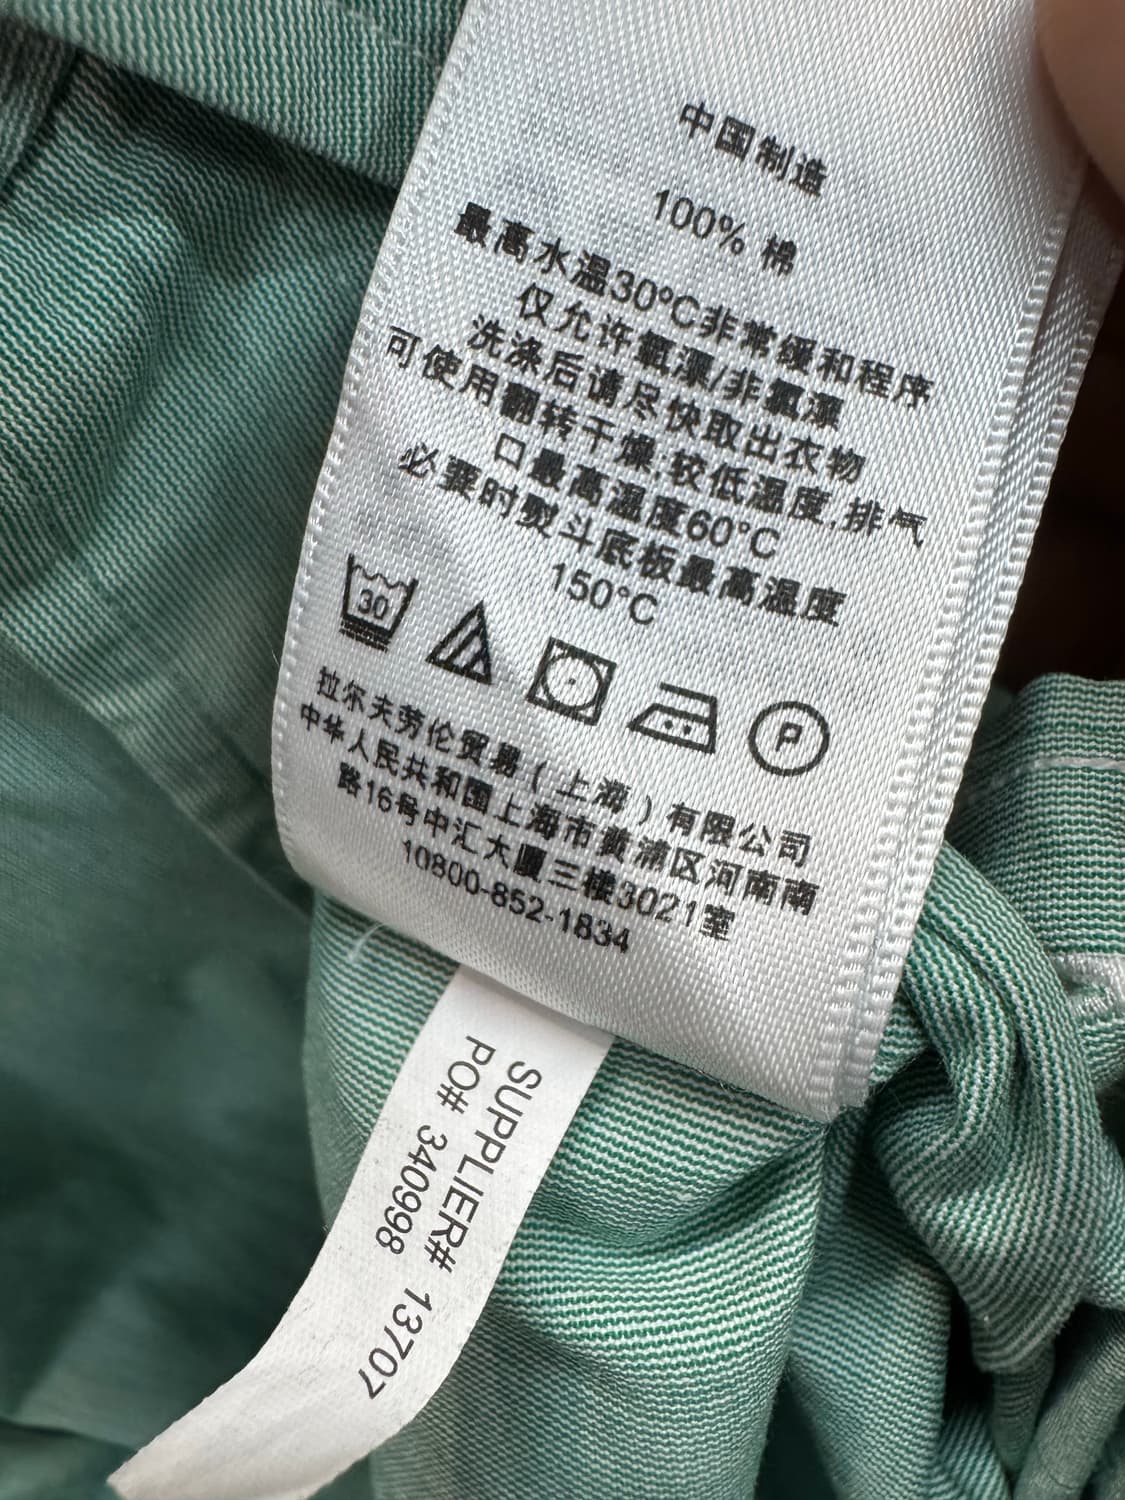 中国制造
100% 棉
最高水温30°C非常缓和程序
仅允许氧漂/非氯漂
洗涤后请尽快取出衣物
可使用翻转干燥;较低温度,排气
口最高温度60°C
必要时熨斗底板最高温度
150°C
30
P
拉尔夫劳伦贸易(上海)有限公司
中华人民共和国上海市黄浦区河南南
路16号中汇大厦三楼3021室
10800-852-1834
SUPPLIER# 13707
PO# 340998